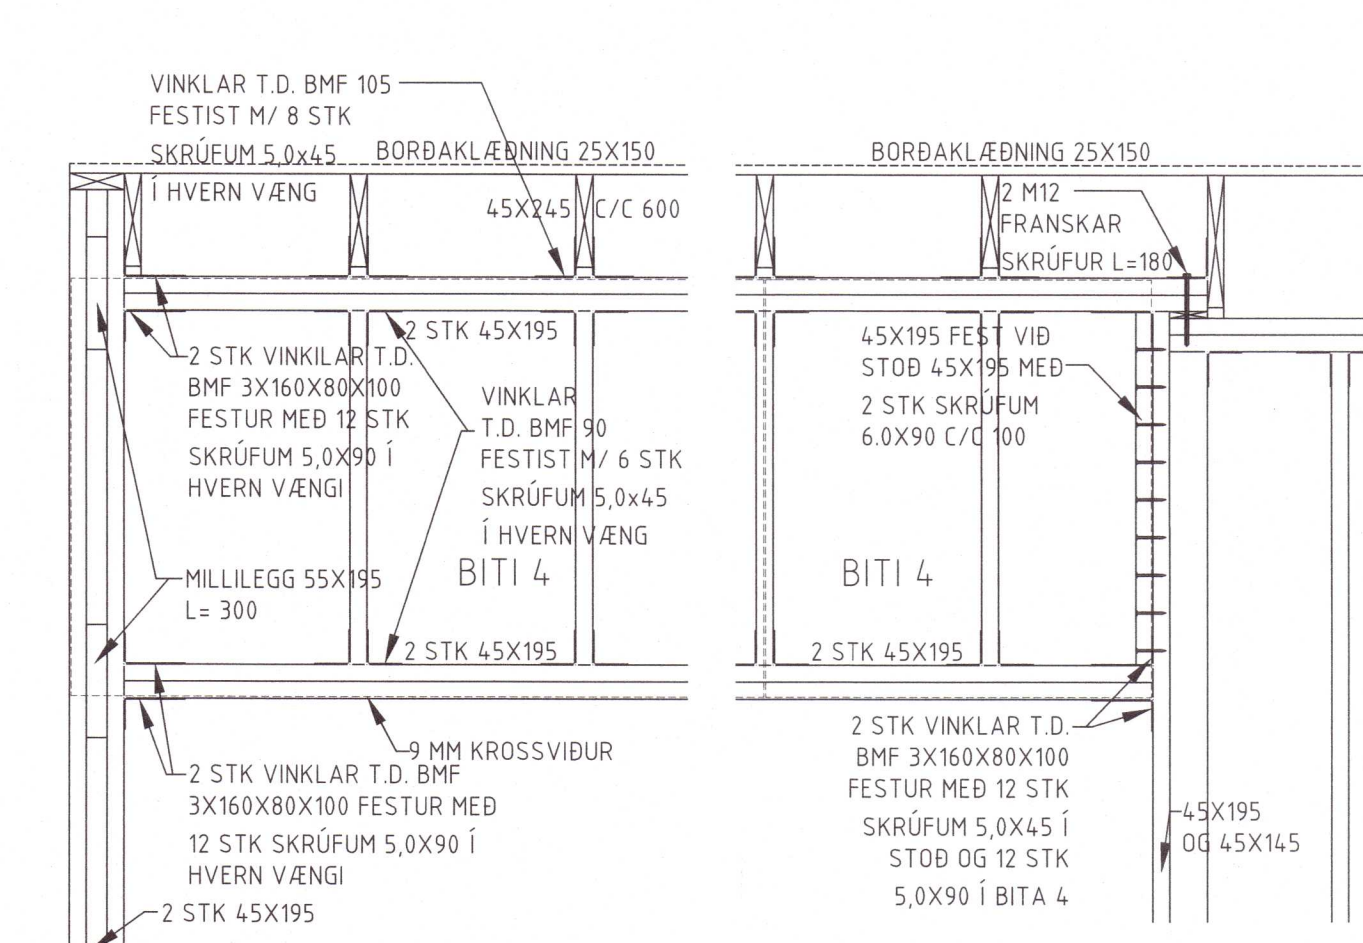 VINKLAR T.D. BMF 105
FESTIST M/ 8 STK
SKRÚFUM 5,0x45
Í HVERN VÆNG
BORÐAKLÆÐNING 25X150
45X245 C/C 600
BORÐAKLÆÐNING 25X150
2 M12
FRANSKAR
SKRÚFUR L=180
2 STK 45X195
2 STK VINKILAR T.D.
BMF 3X160X80X100
FESTUR MEÐ 12 STK
SKRÚFUM 5,0X90 Í
HVERN VÆNGI
VINKLAR
T.D. BMF 90
FESTIST M/ 6 STK
SKRÚFUM 5,0x45
Í HVERN VÆNG
45X195 FEST VIÐ
STOÐ 45X195 MEÐ
2 STK SKRÚFUM
6.0X90 C/C 100
MILLILEGG 55X195
L= 300
BITI 4
BITI 4
2 STK 45X195
2 STK 45X195
9 MM KROSSVIÐUR
2 STK VINKLAR T.D. BMF
3X160X80X100 FESTUR MEÐ
12 STK SKRÚFUM 5,0X90 Í
HVERN VÆNGI
2 STK 45X195
2 STK VINKLAR T.D.
BMF 3X160X80X100
FESTUR MEÐ 12 STK
SKRÚFUM 5,0X45 Í
STOÐ OG 12 STK
5,0X90 Í BITA 4
45X195
OG 45X145